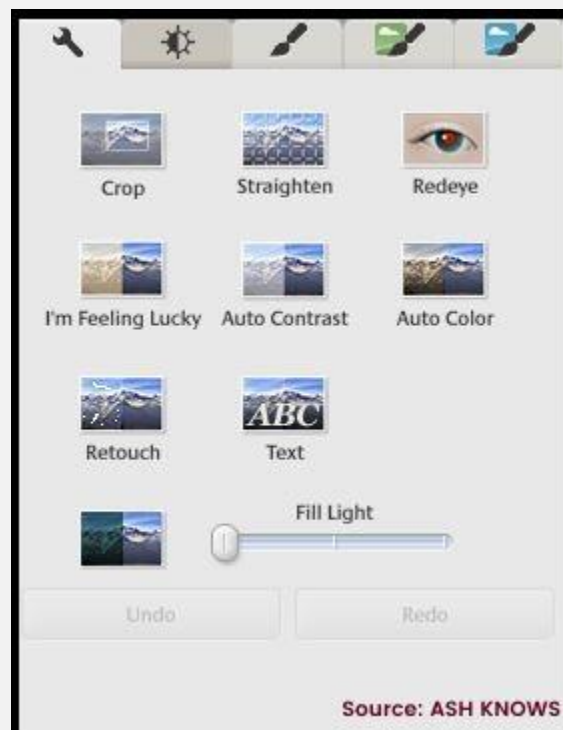 Crop Straighten Redeye
I'm Feeling Lucky Auto Contrast Auto Color
Retouch Text
ABC
Fill Light
Undo Redo
Source: ASH KNOWS